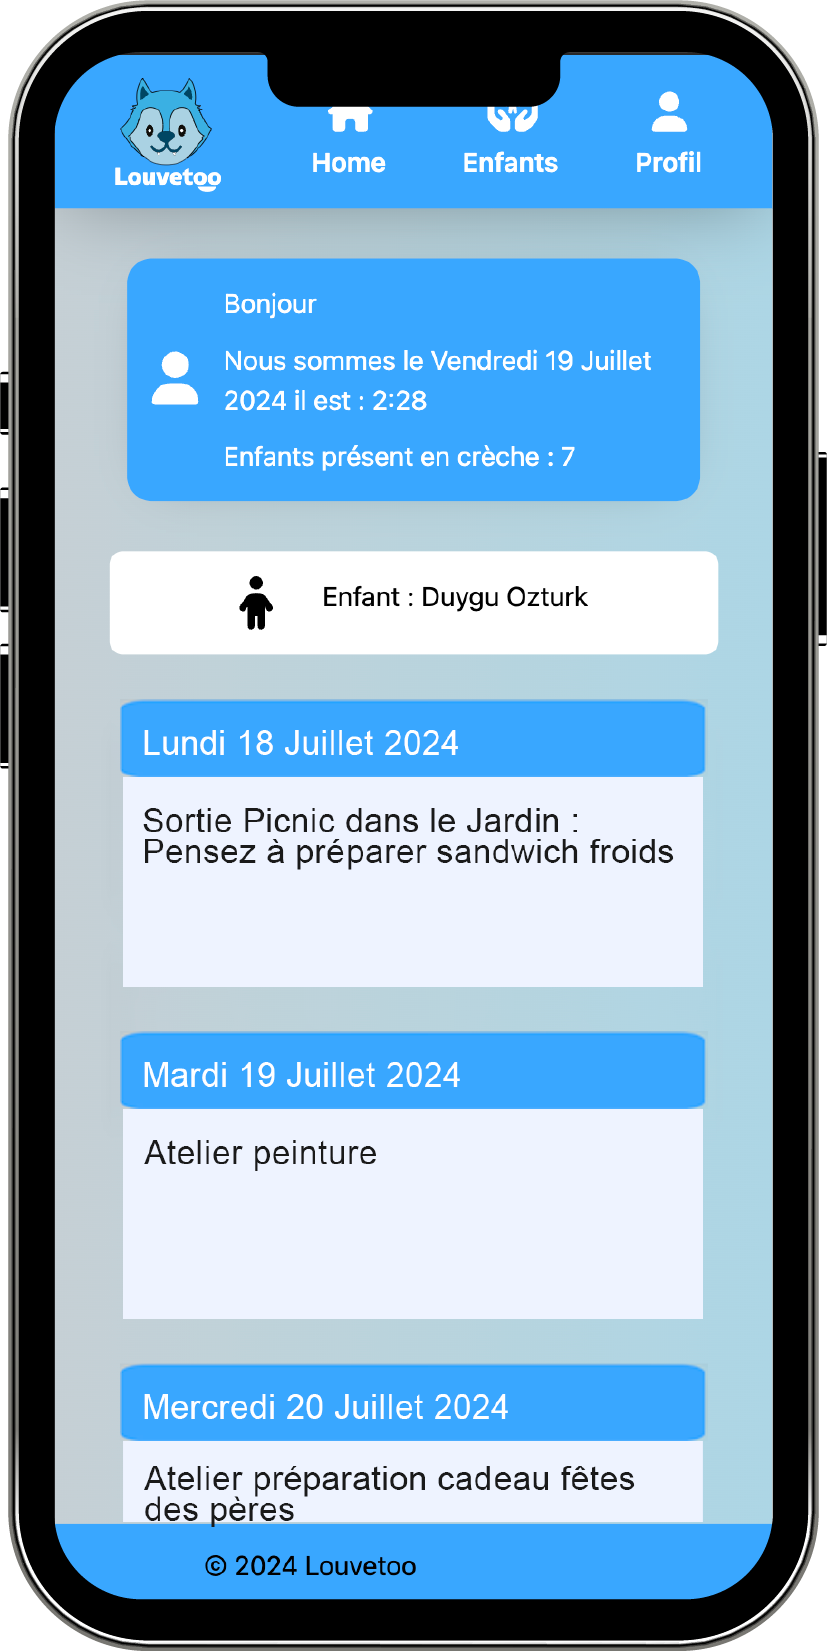 Louvetoo
Home
Enfants
Profil
Bonjour
Nous sommes le Vendredi 19 Juillet
2024 il est : 2:28
Enfants présent en crèche : 7
Enfant : Duygu Ozturk
Lundi 18 Juillet 2024
Sortie Picnic dans le Jardin :
Pensez à préparer sandwich froids
Mardi 19 Juillet 2024
Atelier peinture
Mercredi 20 Juillet 2024
Atelier préparation cadeau fêtes
des pères
© 2024 Louvetoo